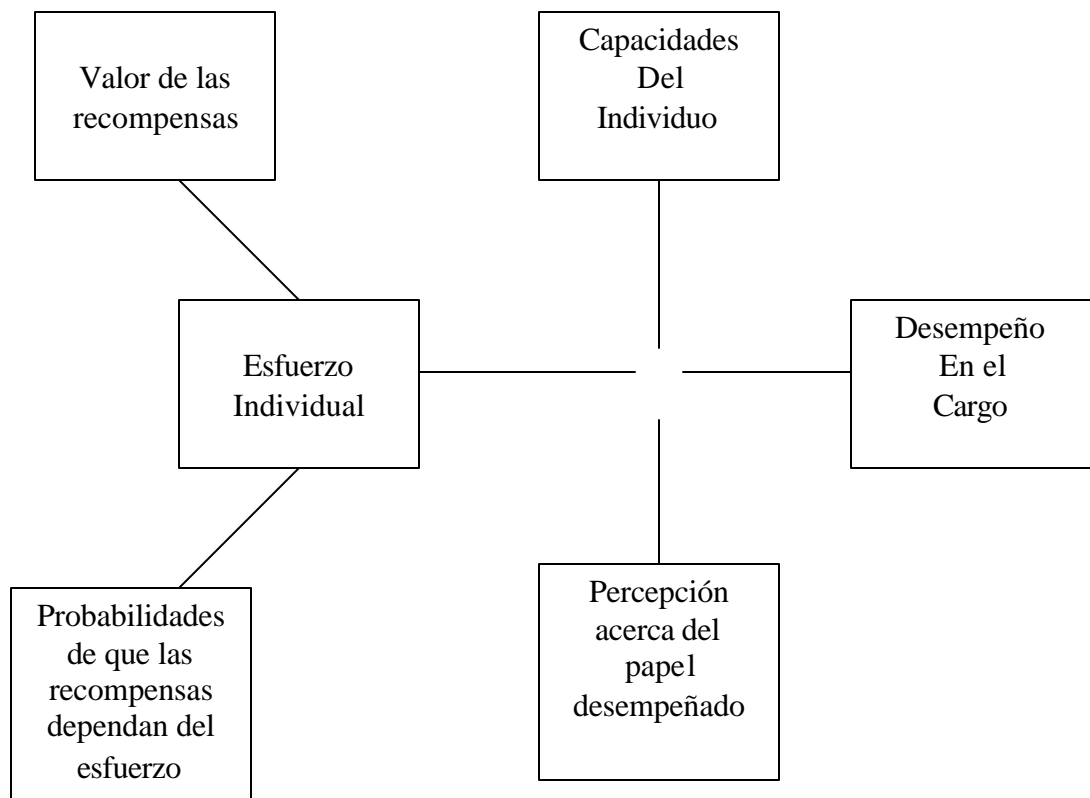 Valor de las
recompensas
Capacidades
Del
Individuo
Esfuerzo
Individual
Desempeño
En el
Cargo
Probabilidades
de que las
recompensas
dependan del
esfuerzo
Percepción
acerca del
papel
desempeñado